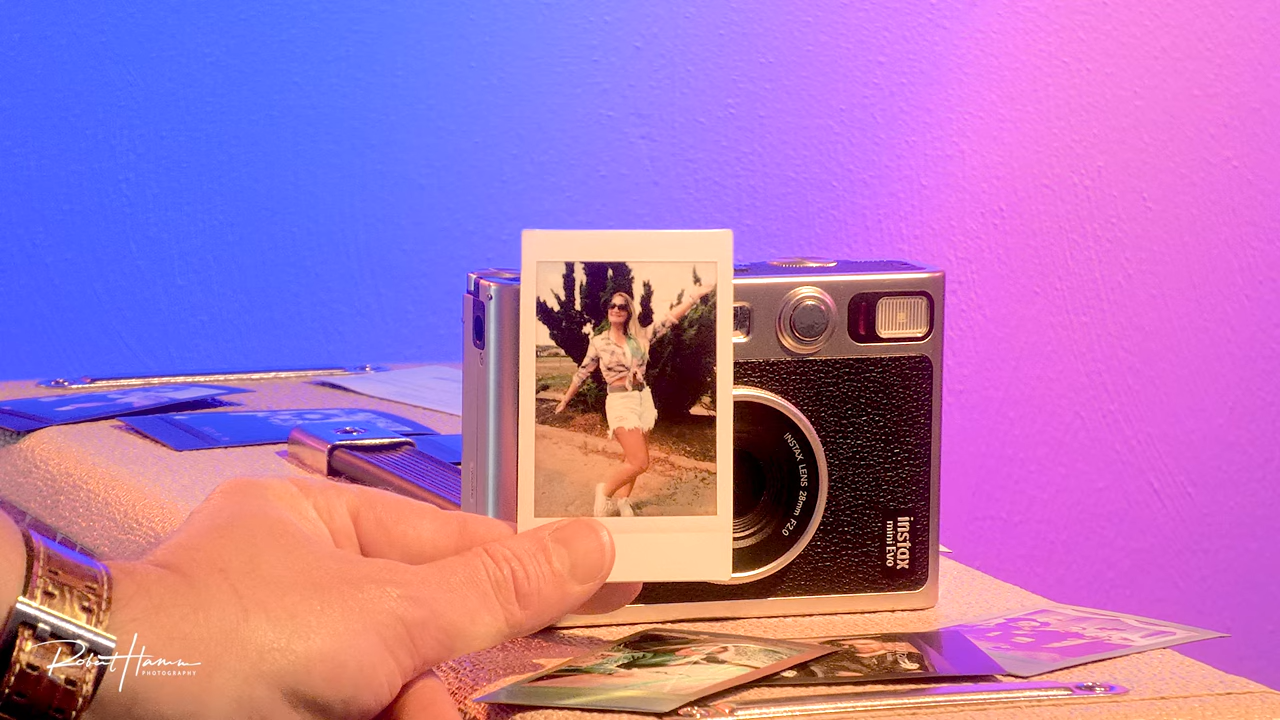 INSTAX LENS 28mm F2.0
instax
mini Evo
Robert Hamm
PHOTOGRAPHY